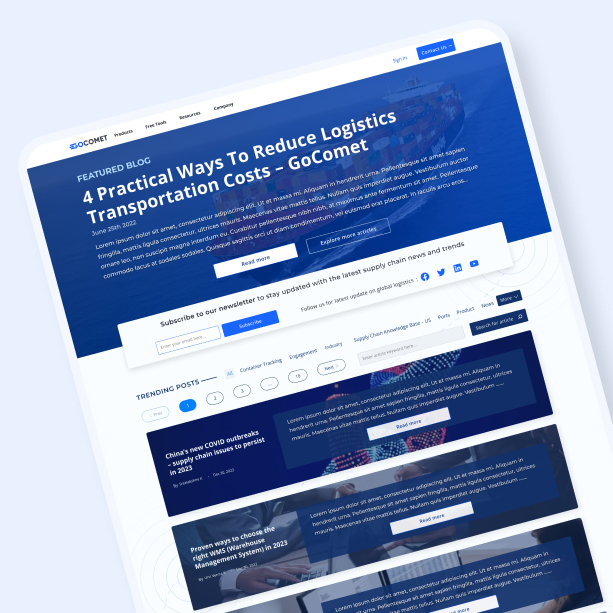 GOCOMET
Products
Free Tools
Resources
Company
Sign In
Contact Us →
FEATURED BLOG
4 Practical Ways To Reduce Logistics
Transportation Costs – GoComet
June 25th 2022
Lorem ipsum dolor sit amet, consectetur adipiscing elit. Ut et massa mi. Aliquam in hendrerit urna. Pellentesque sit amet sapien
fringilla, mattis ligula consectetur, ultrices mauris. Maecenas vitae mattis tellus. Nullam quis imperdiet augue. Vestibulum auctor
ornare leo, non suscipit magna interdum eu. Curabitur pellentesque nibh nibh, at maximus ante fermentum sit amet. Pellentesque
commodo lacus at sodales sodales. Quisque sagittis orci ut diam condimentum, vel euismod erat placerat. In iaculis arcu eros...
Read more
Explore more articles
Subscribe to our newsletter to stay updated with the latest supply chain news and trends
Enter your email here...
Subscribe
Follow us for latest update on global logistics :
TRENDING POSTS
All
Container Tracking
Engagement
Industry
Supply Chain Knowledge Base - US
Ports
Product
News
More
Prev
1
2
3
...
Next
Enter article keyword here...
Search for article
China's new COVID outbreaks
– supply chain issues to persist
in 2023
Lorem ipsum dolor sit amet, consectetur adipiscing elit. Ut et massa mi. Aliquam in
hendrerit urna. Pellentesque sit amet sapien fringilla, mattis ligula consectetur, ultrices
mauris. Maecenas vitae mattis tellus. Nullam quis imperdiet augue. Vestibulum ......
Read more
Proven ways to choose the
right WMS (Warehouse
Management System) in 2023
Lorem ipsum dolor sit amet, consectetur adipiscing elit. Ut et massa mi. Aliquam in
hendrerit urna. Pellentesque sit amet sapien fringilla, mattis ligula consectetur, ultrices
mauris. Maecenas vitae mattis tellus. Nullam quis imperdiet augue. Vestibulum ......
Read more
Lorem ipsum dolor sit amet, consectetur adipiscing elit. Ut et massa mi. Aliquam in
hendrerit urna. Pellentesque sit amet sapien fringilla, mattis ligula consectetur, ultrices